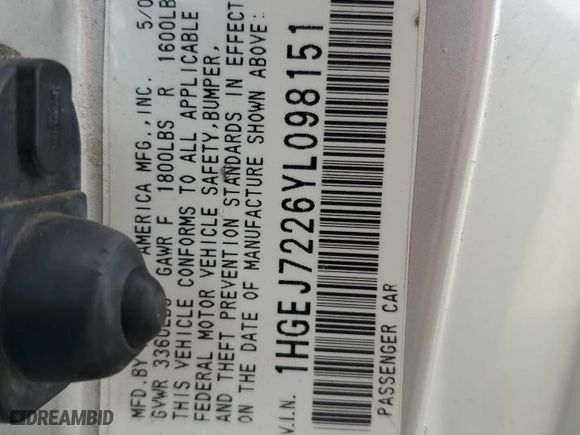 MFD.BY AMERICA MFG.,INC. 5/0
GVWR 3360LBS GAWR F 1800LBS R 1600LB
THIS VEHICLE CONFORMS TO ALL APPLICABLE
FEDERAL MOTOR VEHICLE SAFETY,BUMPER,
AND THEFT PREVENTION STANDARDS IN EFFECT
ON THE DATE OF MANUFACTURE SHOWN ABOVE:
V.I.N. 1HGEJ7226YL098151
PASSENGER CAR
DREAMBID